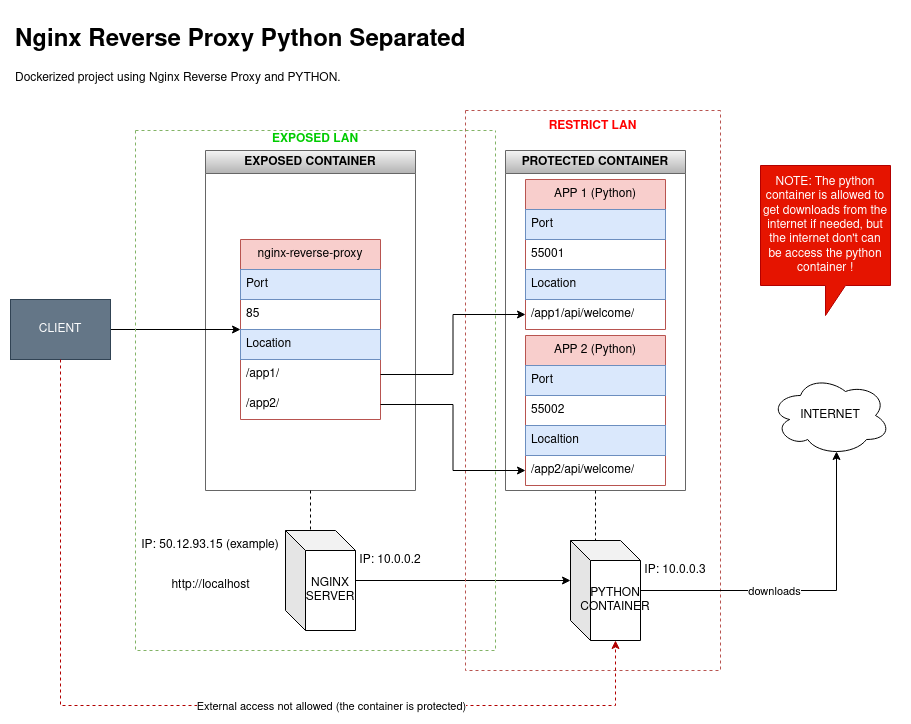 Nginx Reverse Proxy Python Separated
Dockerized project using Nginx Reverse Proxy and PYTHON.
EXPOSED LAN
RESTRICT LAN
EXPOSED CONTAINER
PROTECTED CONTAINER
nginx-reverse-proxy
Port
85
Location
/app1/
/app2/
APP 1 (Python)
Port
55001
Location
/app1/api/welcome/
APP 2 (Python)
Port
55002
Localtion
/app2/api/welcome/
NOTE: The python
container is allowed to
get downloads from the
internet if needed, but
the internet don't can
be access the python
container !
CLIENT
INTERNET
IP: 50.12.93.15 (example)
http://localhost
NGINX
SERVER
IP: 10.0.0.2
PYTHON
CONTAINER
IP: 10.0.0.3
downloads
External access not allowed (the container is protected)